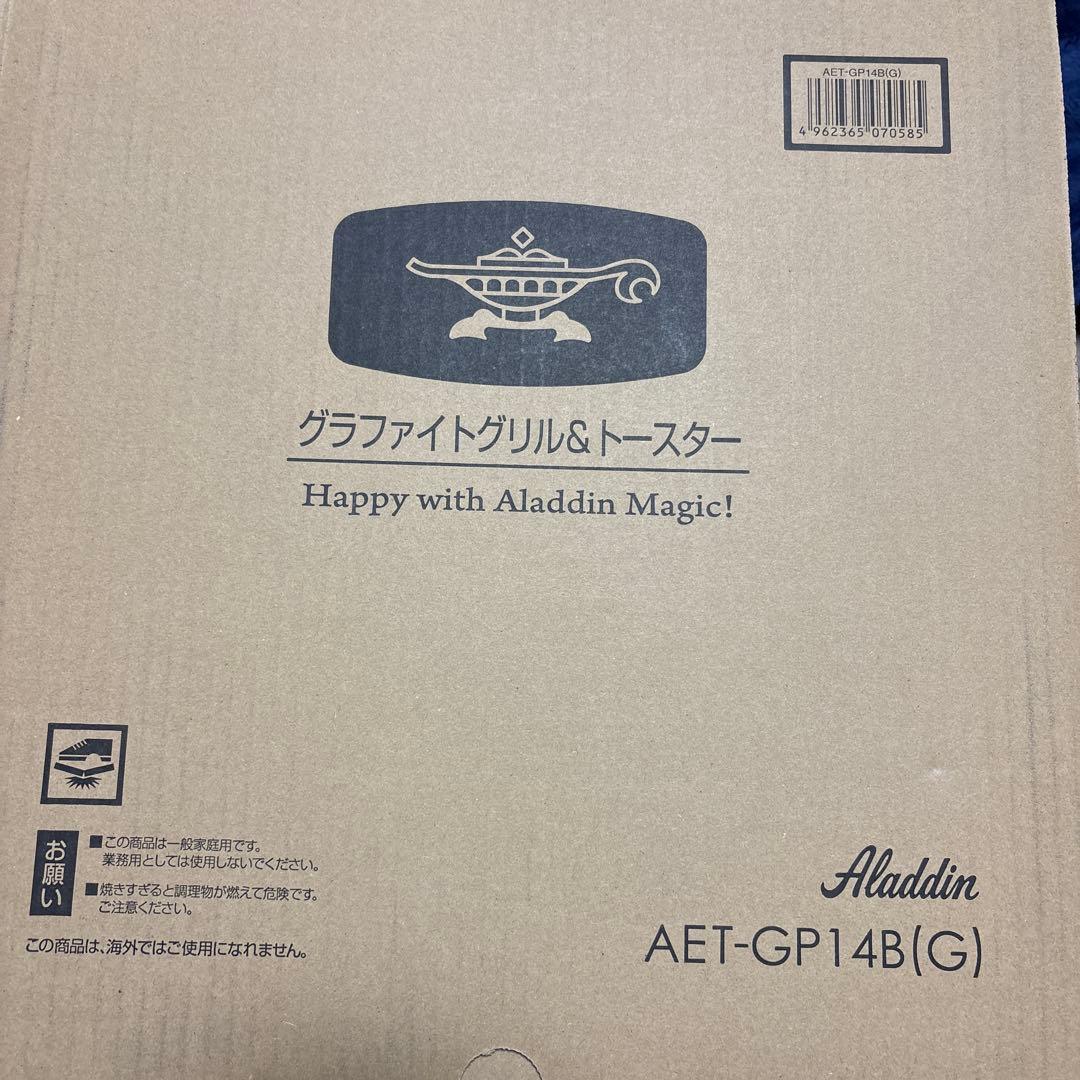 AET-GP14B(G)
4 962365 070585
グラファイトグリル&トースター
Happy with Aladdin Magic!
お願い
■この商品は一般家庭用です。
業務用としては使用しないでください。
■焼きすぎると調理物が燃えて危険です。
ご注意ください。
この商品は、海外ではご使用になれません。
Aladdin
AET-GP14B(G)